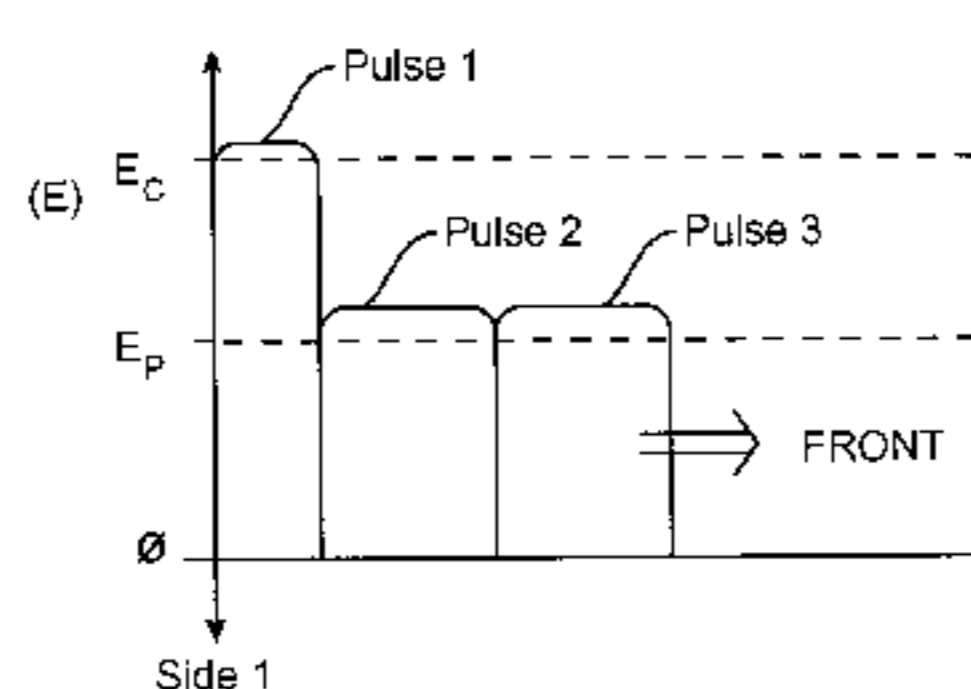 Pulse 1
(E)
E_C
Pulse 2
Pulse 3
E_P
FRONT
Ø
Side 1